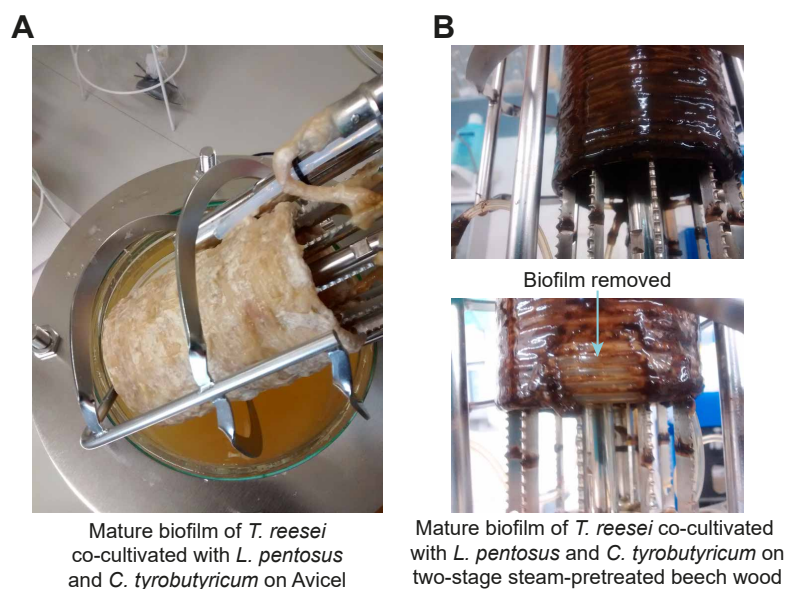 A
B
Biofilm removed
Mature biofilm of T. reesei
co-cultivated with L. pentosus
and C. tyrobutyricum on Avicel
Mature biofilm of T. reesei co-cultivated
with L. pentosus and C. tyrobutyricum on
two-stage steam-pretreated beech wood